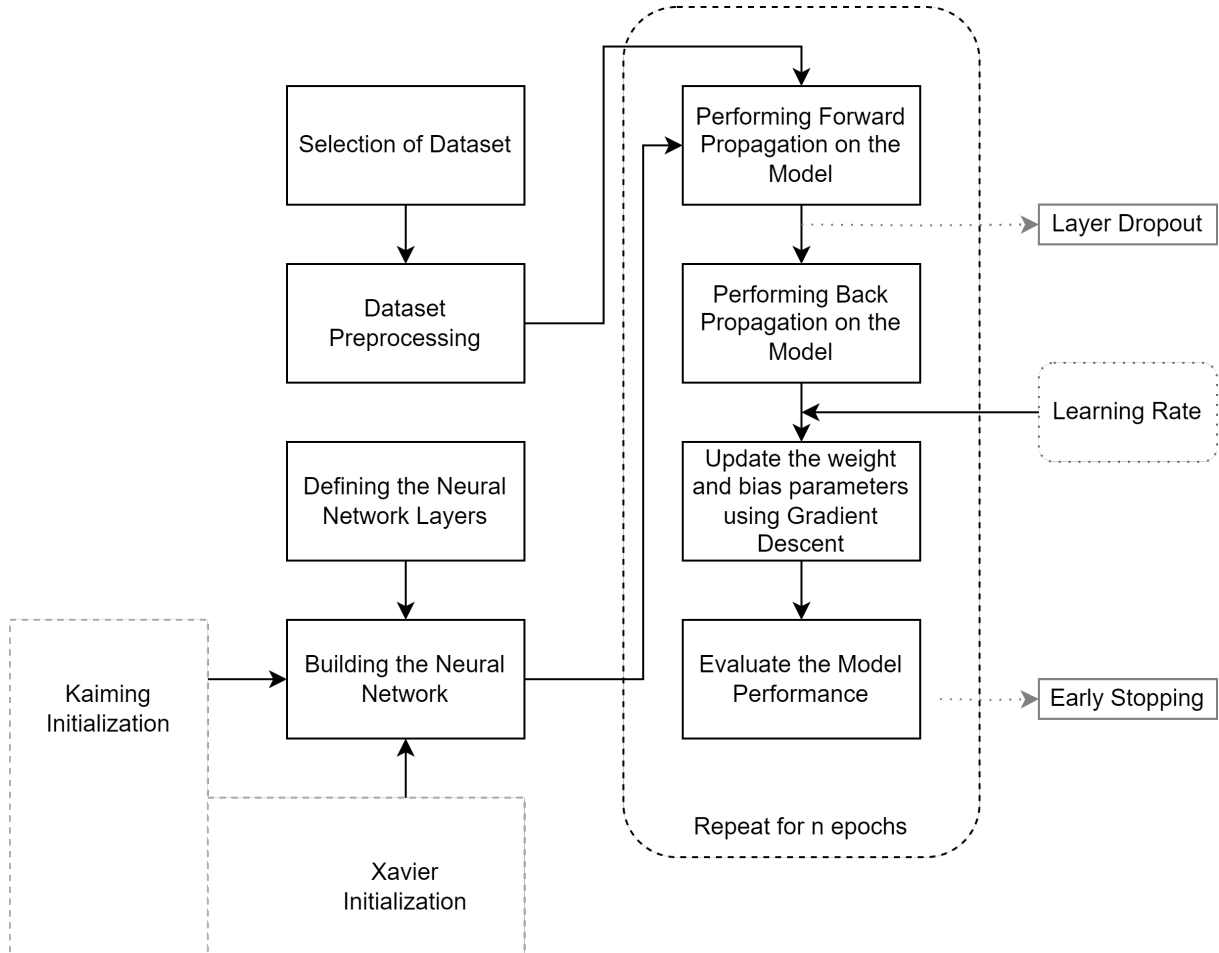 Selection of Dataset
Dataset
Preprocessing
Defining the Neural
Network Layers
Building the Neural
Network
Kaiming
Initialization
Xavier
Initialization
Performing Forward
Propagation on the
Model
Layer Dropout
Performing Back
Propagation on the
Model
Learning Rate
Update the weight
and bias parameters
using Gradient
Descent
Evaluate the Model
Performance
Early Stopping
Repeat for n epochs